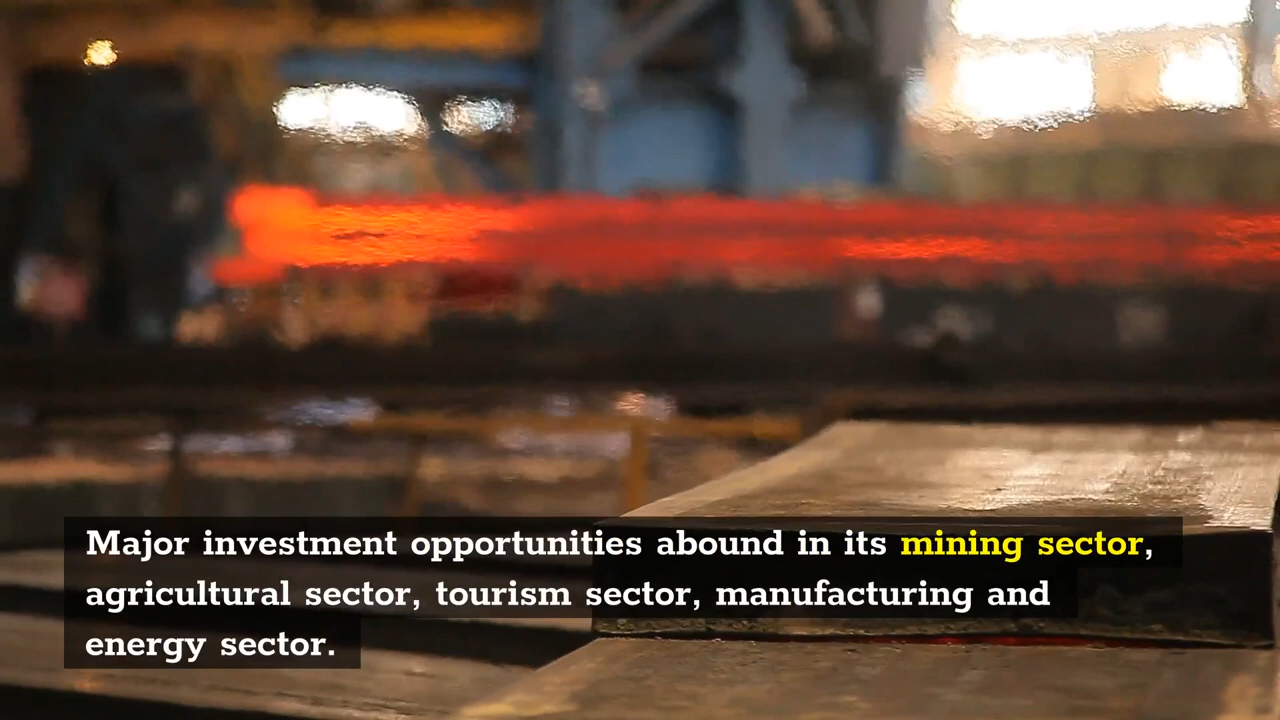 Major investment opportunities abound in its mining sector,
agricultural sector, tourism sector, manufacturing and
energy sector.